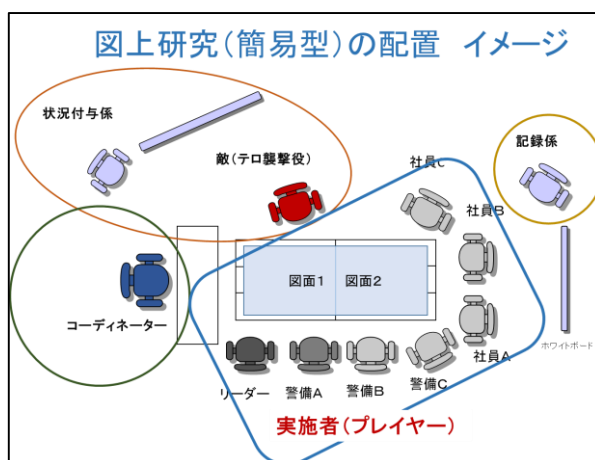 図上研究(簡易型)の配置 イメージ
状況付与係
敵(テロ襲撃役)
社員C
記録係
社員B
図面1
図面2
コーディネーター
社員A
ホワイトボード
リーダー
警備A
警備B
警備C
実施者(プレイヤー)